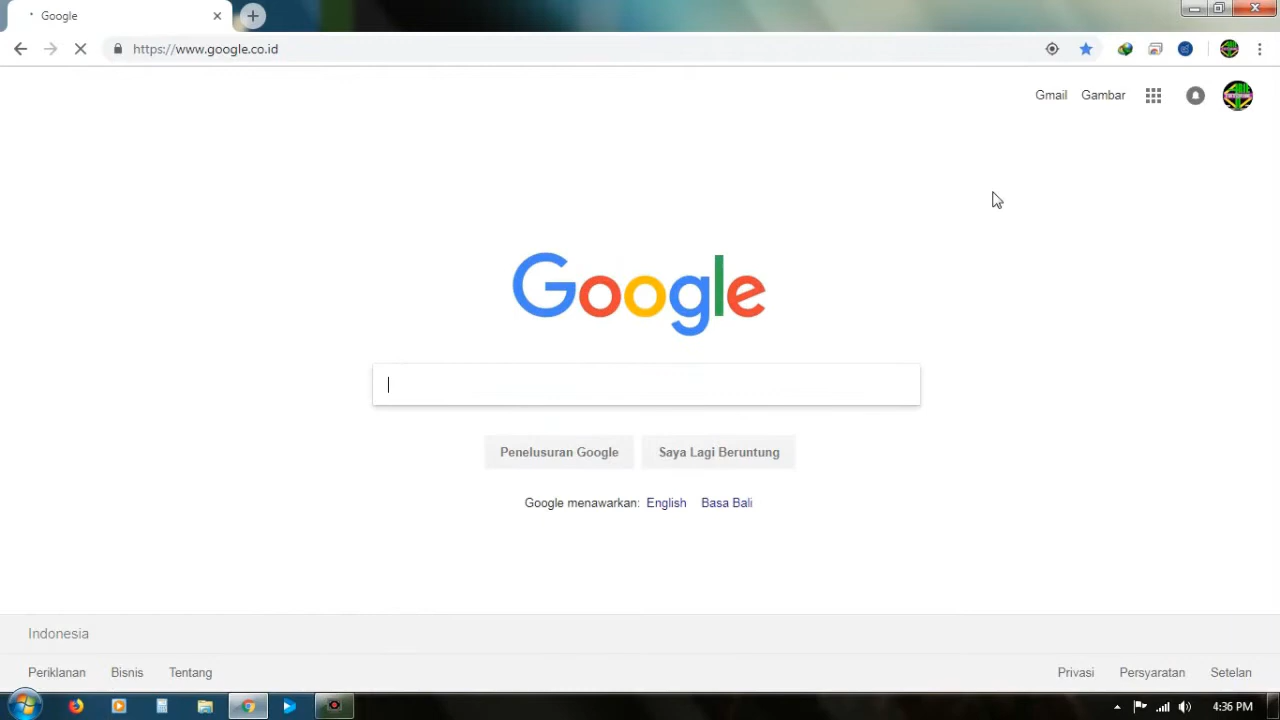 Google
https://www.google.co.id
Gmail Gambar
Google
Penelusuran Google Saya Lagi Beruntung
Google menawarkan: English Basa Bali
Indonesia
Periklanan Bisnis Tentang Privasi Persyaratan Setelan
4:36 PM